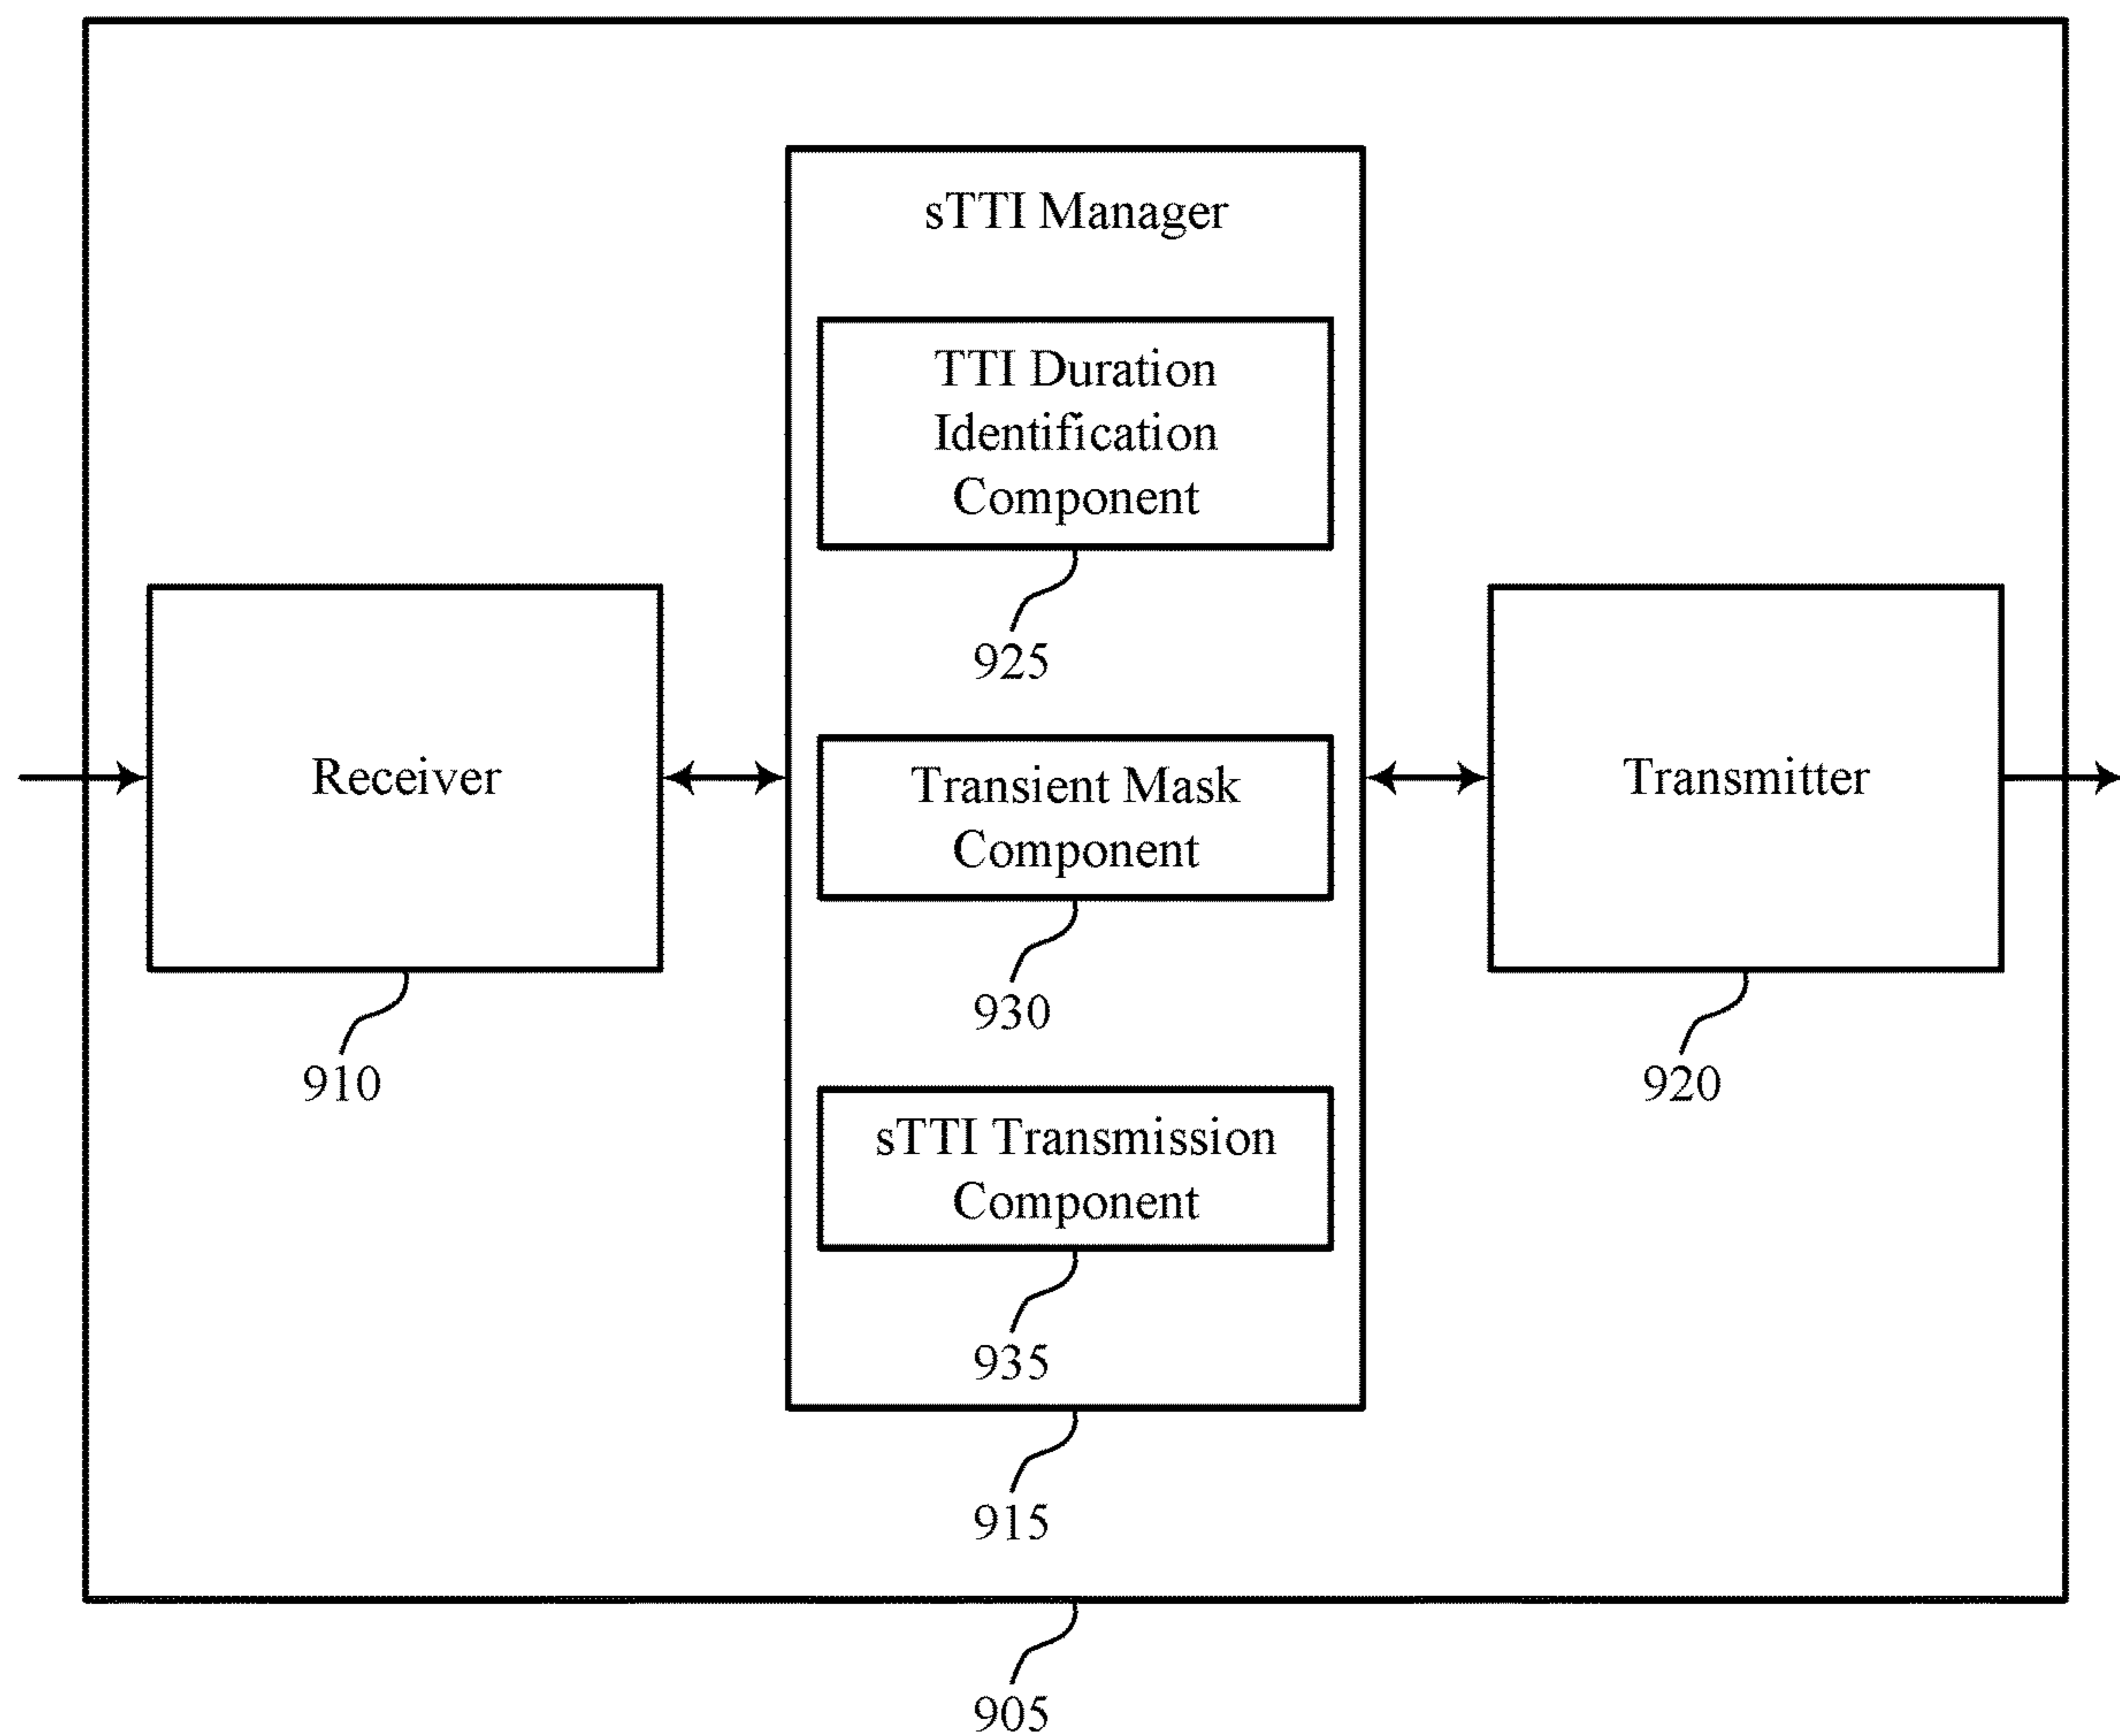 sTTI Manager
TTI Duration
Identification
Component
925
Receiver
910
Transient Mask
Component
930
Transmitter
920
sTTI Transmission
Component
935
915
905